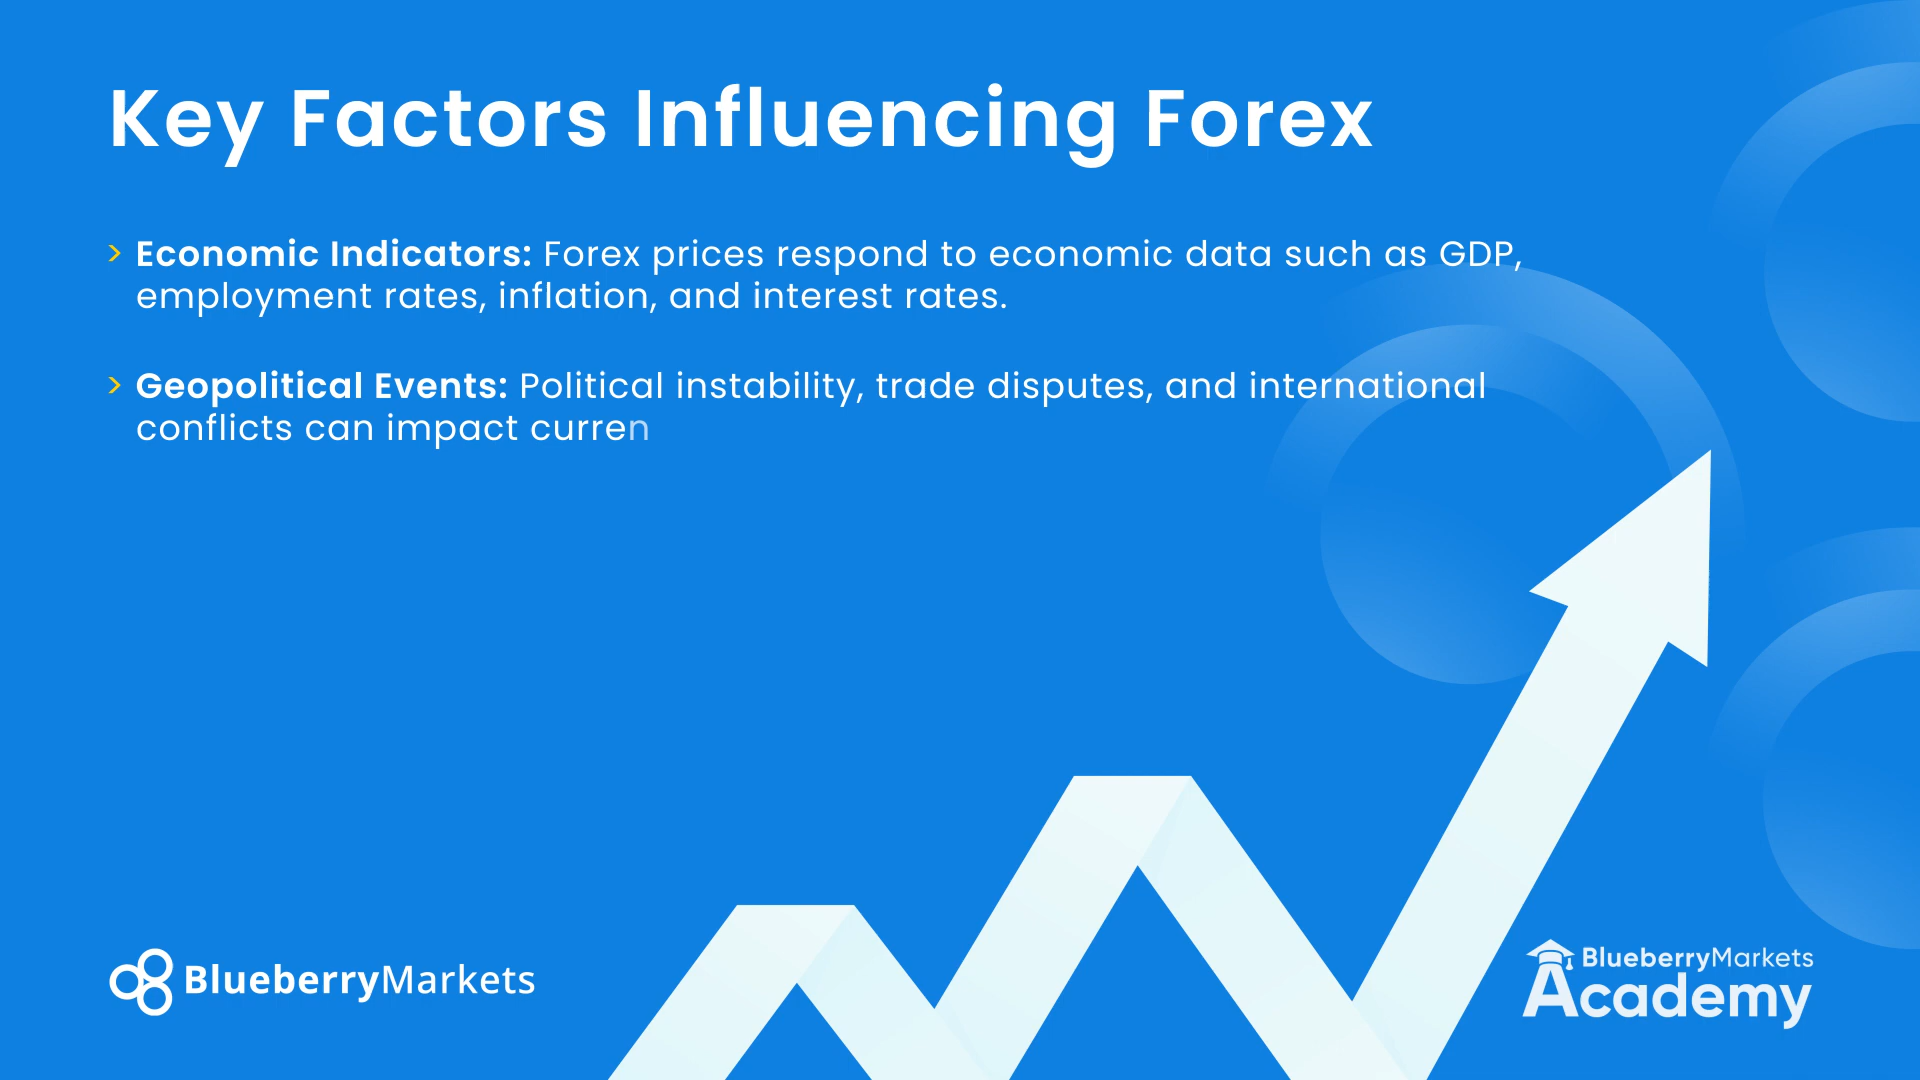 Key Factors Influencing Forex
> Economic Indicators: Forex prices respond to economic data such as GDP,
employment rates, inflation, and interest rates.
> Geopolitical Events: Political instability, trade disputes, and international
conflicts can impact curren
BlueberryMarkets
BlueberryMarkets
Academy